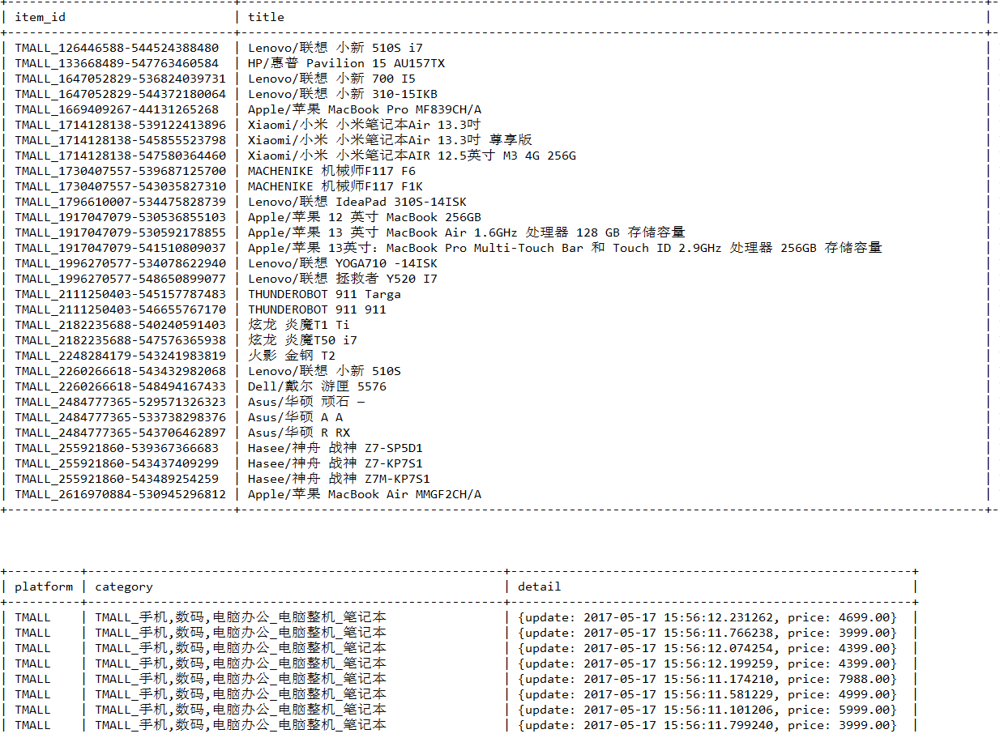 item_id | title
TMALL_126446588-544524388480 | Lenovo/联想 小新 510S i7
TMALL_133668489-547763460584 | HP/惠普 Pavilion 15 AU157TX
TMALL_1647052829-536824039731 | Lenovo/联想 小新 700 I5
TMALL_1647052829-544372180064 | Lenovo/联想 小新 310-15IKB
TMALL_1669409267-44131265268 | Apple/苹果 MacBook Pro MF839CH/A
TMALL_1714128138-539122413896 | Xiaomi/小米 小米笔记本Air 13.3吋
TMALL_1714128138-545855523798 | Xiaomi/小米 小米笔记本Air 13.3吋 尊享版
TMALL_1714128138-547580364460 | Xiaomi/小米 小米笔记本AIR 12.5英寸 M3 4G 256G
TMALL_1730407557-539687125700 | MACHENIKE 机械师F117 F6
TMALL_1730407557-543035827310 | MACHENIKE 机械师F117 F1K
TMALL_1796610007-534475828739 | Lenovo/联想 IdeaPad 310S-14ISK
TMALL_1917047079-530536855103 | Apple/苹果 12 英寸 MacBook 256GB
TMALL_1917047079-530592178855 | Apple/苹果 13 英寸 MacBook Air 1.6GHz 处理器 128 GB 存储容量
TMALL_1917047079-541510809037 | Apple/苹果 13英寸：MacBook Pro Multi-Touch Bar 和 Touch ID 2.9GHz 处理器 256GB 存储容量
TMALL_1996270577-534078622940 | Lenovo/联想 YOGA710 -14ISK
TMALL_1996270577-548650899077 | Lenovo/联想 拯救者 Y520 I7
TMALL_2111250403-545157787483 | THUNDEROBOT 911 Targa
TMALL_2111250403-546655767170 | THUNDEROBOT 911 911
TMALL_2182235688-540240591403 | 炫龙 炎魔T1 Ti
TMALL_2182235688-547576365938 | 炫龙 炎魔T50 i7
TMALL_2248284179-543241983819 | 火影 金钢 T2
TMALL_2260266618-543432982068 | Lenovo/联想 小新 510S
TMALL_2260266618-548494167433 | Dell/戴尔 游匣 5576
TMALL_2484777365-529571326323 | Asus/华硕 顽石 —
TMALL_2484777365-533738298376 | Asus/华硕 A A
TMALL_2484777365-543706462897 | Asus/华硕 R RX
TMALL_255921860-539367366683 | Hasee/神舟 战神 Z7-SP5D1
TMALL_255921860-543437409299 | Hasee/神舟 战神 Z7-KP7S1
TMALL_255921860-543489254259 | Hasee/神舟 战神 Z7M-KP7S1
TMALL_2616970884-530945296812 | Apple/苹果 MacBook Air MMGF2CH/A
platform | category | detail
TMALL | TMALL_手机,数码,电脑办公_电脑整机_笔记本 | {update: 2017-05-17 15:56:12.231262, price: 4699.00}
TMALL | TMALL_手机,数码,电脑办公_电脑整机_笔记本 | {update: 2017-05-17 15:56:11.766238, price: 3999.00}
TMALL | TMALL_手机,数码,电脑办公_电脑整机_笔记本 | {update: 2017-05-17 15:56:12.074254, price: 4399.00}
TMALL | TMALL_手机,数码,电脑办公_电脑整机_笔记本 | {update: 2017-05-17 15:56:12.199259, price: 4399.00}
TMALL | TMALL_手机,数码,电脑办公_电脑整机_笔记本 | {update: 2017-05-17 15:56:11.174210, price: 7988.00}
TMALL | TMALL_手机,数码,电脑办公_电脑整机_笔记本 | {update: 2017-05-17 15:56:11.581229, price: 4999.00}
TMALL | TMALL_手机,数码,电脑办公_电脑整机_笔记本 | {update: 2017-05-17 15:56:11.101206, price: 5999.00}
TMALL | TMALL_手机,数码,电脑办公_电脑整机_笔记本 | {update: 2017-05-17 15:56:11.799240, price: 3999.00}